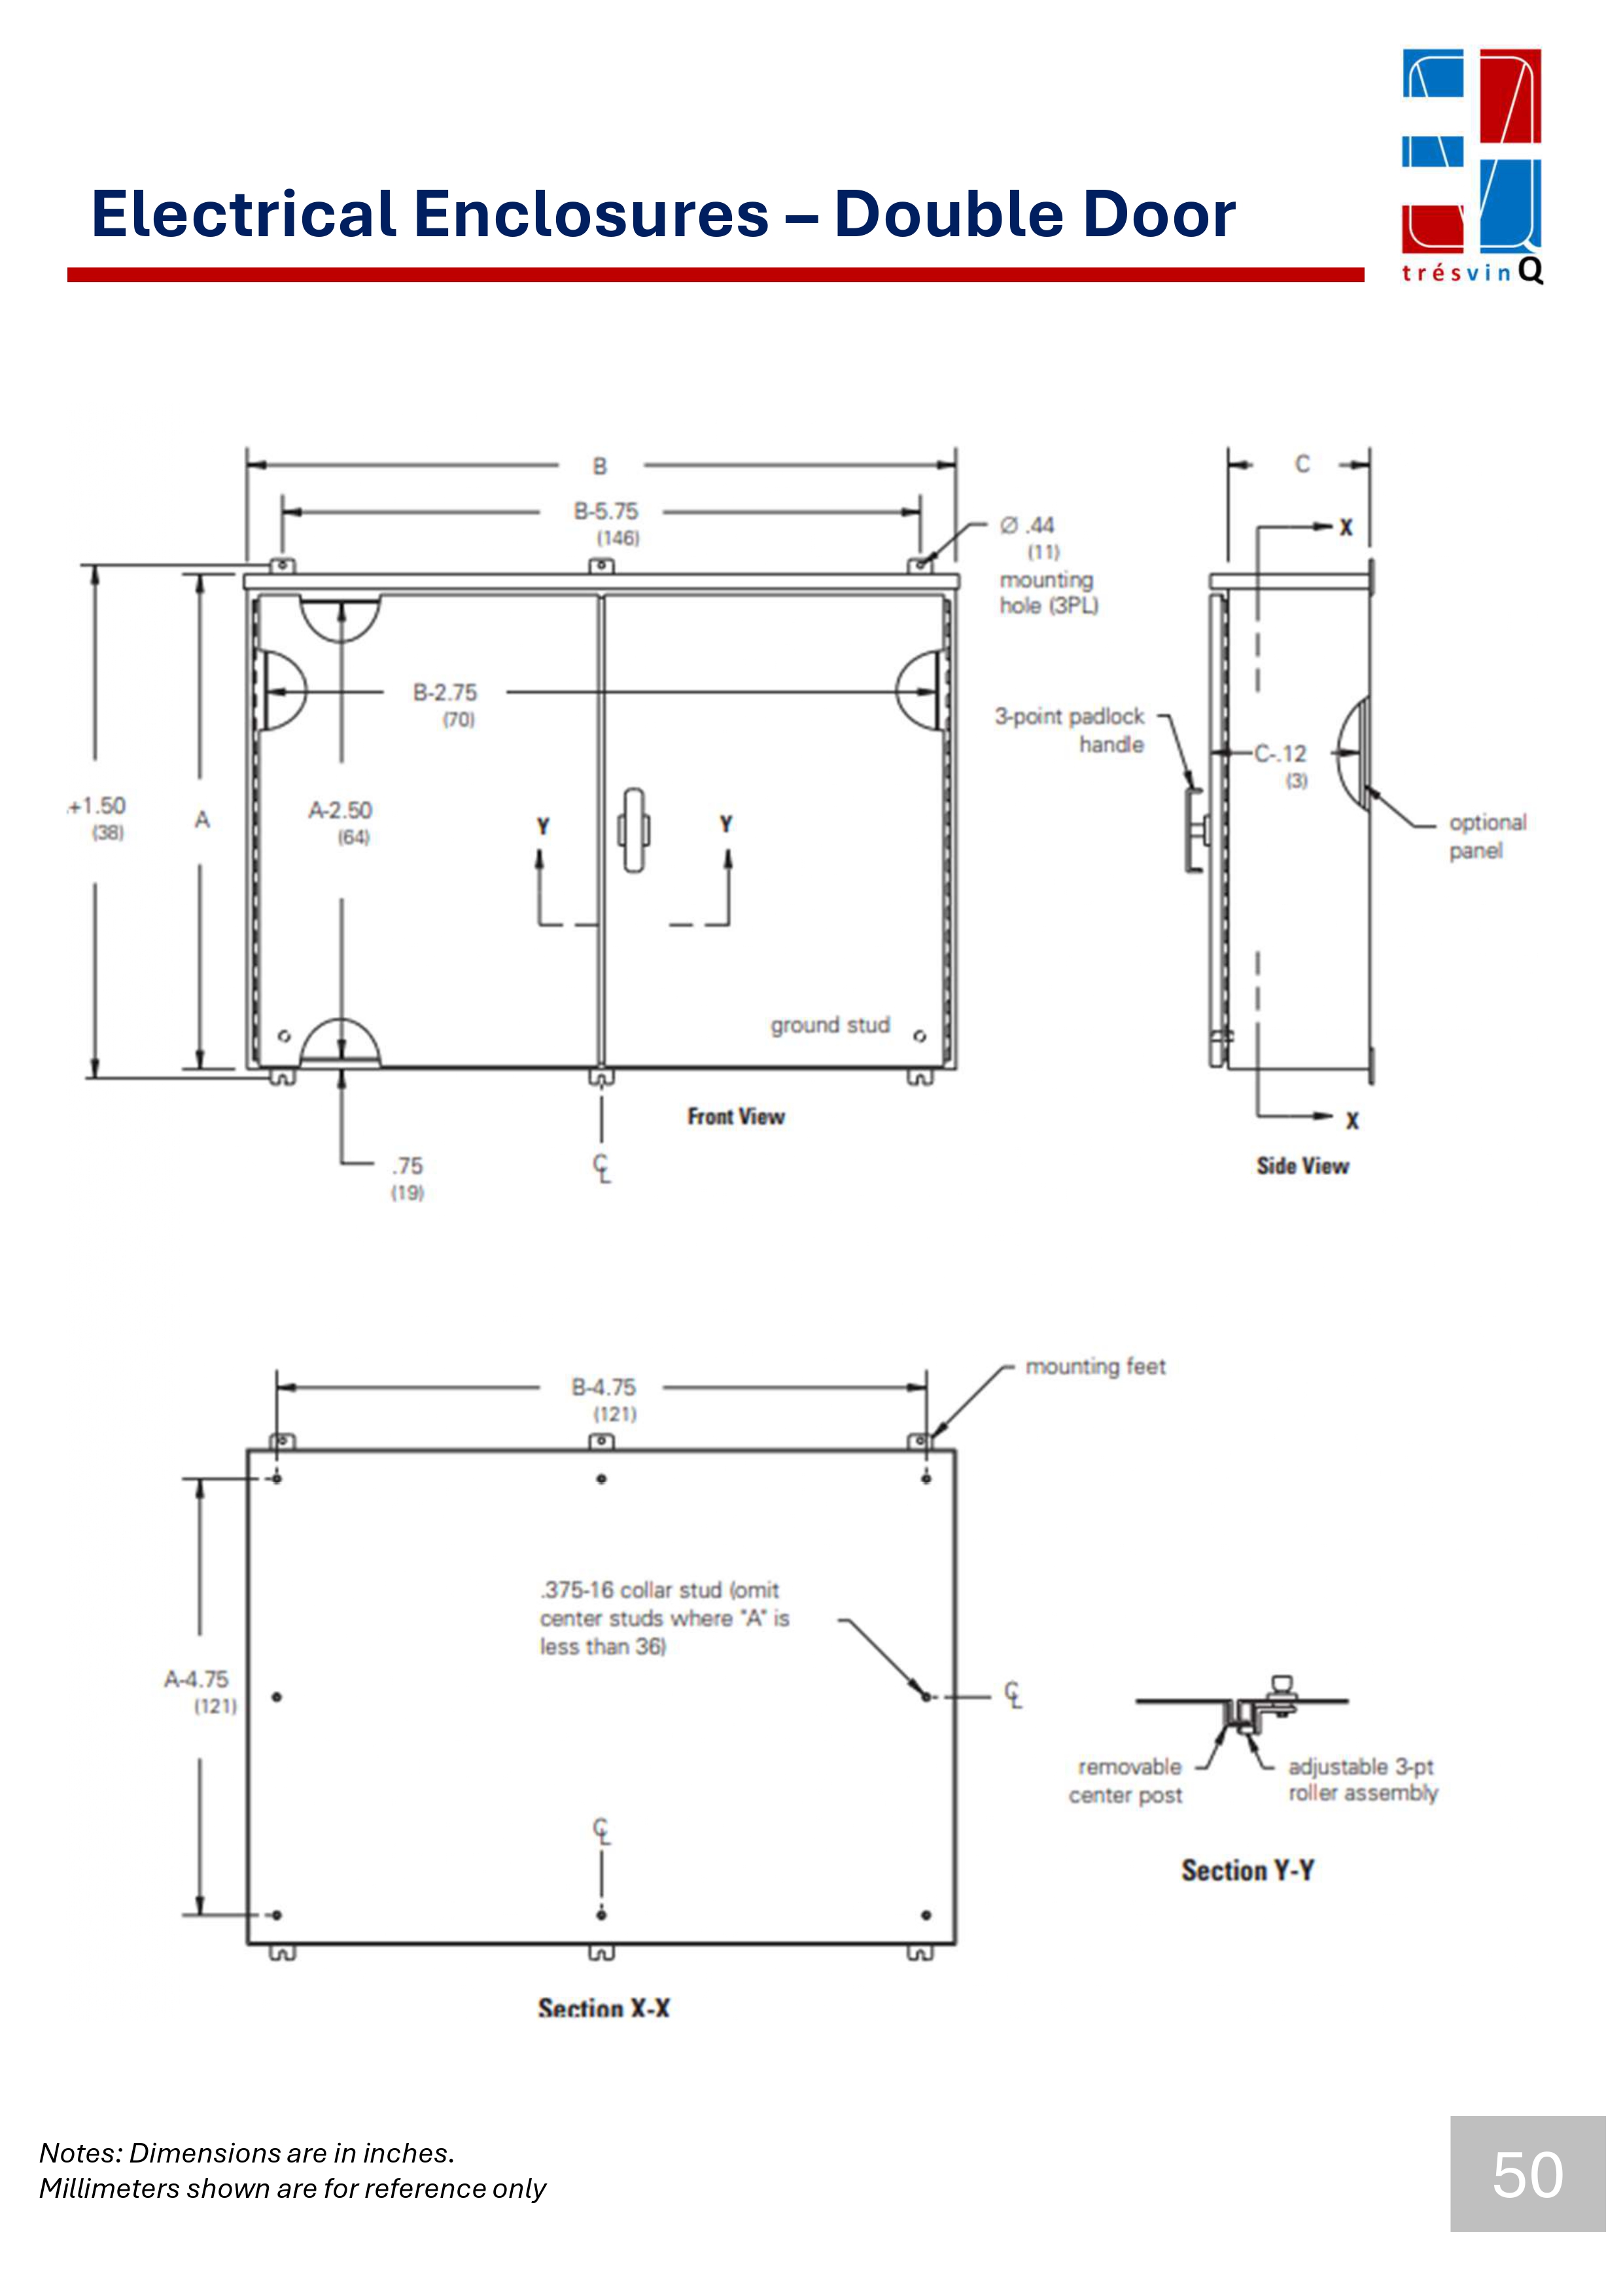 trésvinQ
Electrical Enclosures – Double Door
B
B-5.75
(146)
Ø .44
(11)
mounting
hole (3PL)
C
X
3-point padlock
handle
B-2.75
(70)
C-.12
(3)
+1.50
(38)
A
A-2.50
(64)
Y
Y
optional
panel
ground stud
Front View
X
Side View
.75
(19)
CL
mounting feet
B-4.75
(121)
.375-16 collar stud (omit
center studs where "A" is
less than 36)
A-4.75
(121)
CL
removable
center post
adjustable 3-pt
roller assembly
CL
Section Y-Y
Section X-X
Notes: Dimensions are in inches.
Millimeters shown are for reference only
50